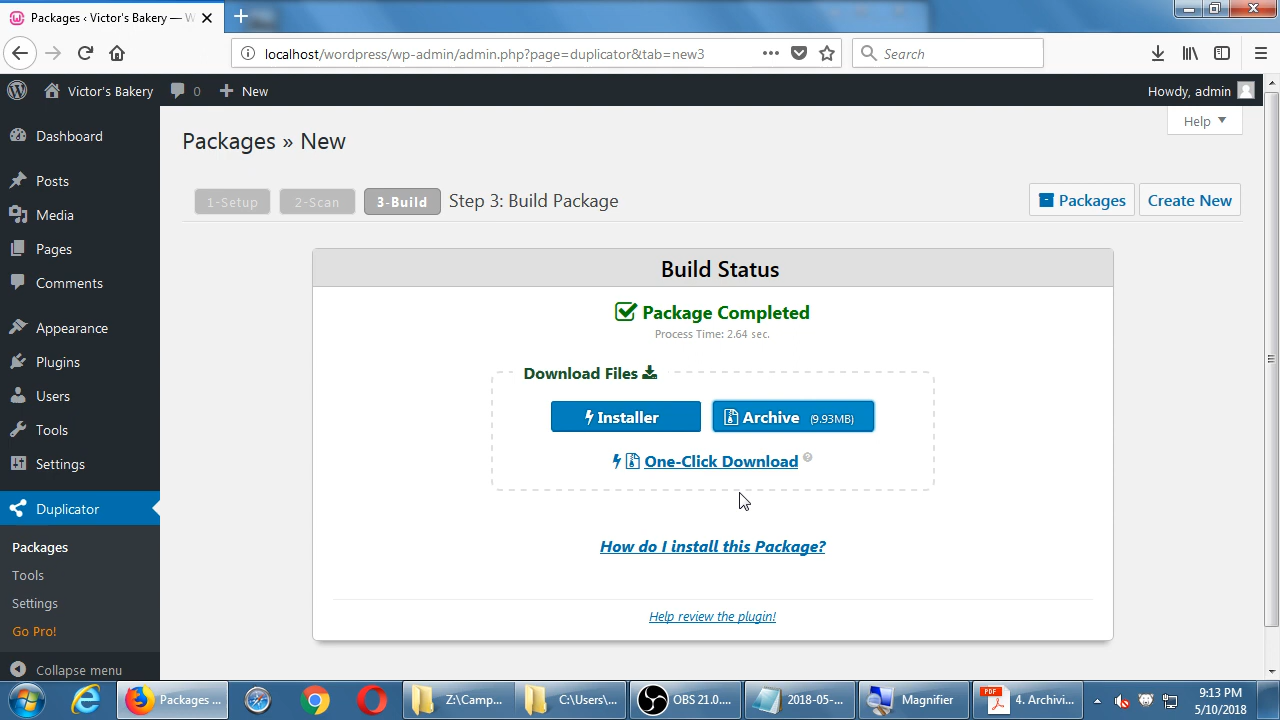 Packages ‹ Victor's Bakery — W
localhost/wordpress/wp-admin/admin.php?page=duplicator&tab=new3
Search
Victor's Bakery
0
New
Howdy, admin
Dashboard
Posts
Media
Pages
Comments
Appearance
Plugins
Users
Tools
Settings
Duplicator
Packages
Tools
Settings
Go Pro!
Collapse menu
Help
Packages » New
1-Setup
2-Scan
3-Build
Step 3: Build Package
Packages
Create New
Build Status
Package Completed
Process Time: 2.64 sec.
Download Files
Installer
Archive (9.93MB)
One-Click Download
How do I install this Package?
Help review the plugin!
Packages ...
Z:\Camp...
C:\Users\...
OBS 21.0....
2018-05-...
Magnifier
PDF
4. Archivi...
9:13 PM
5/10/2018